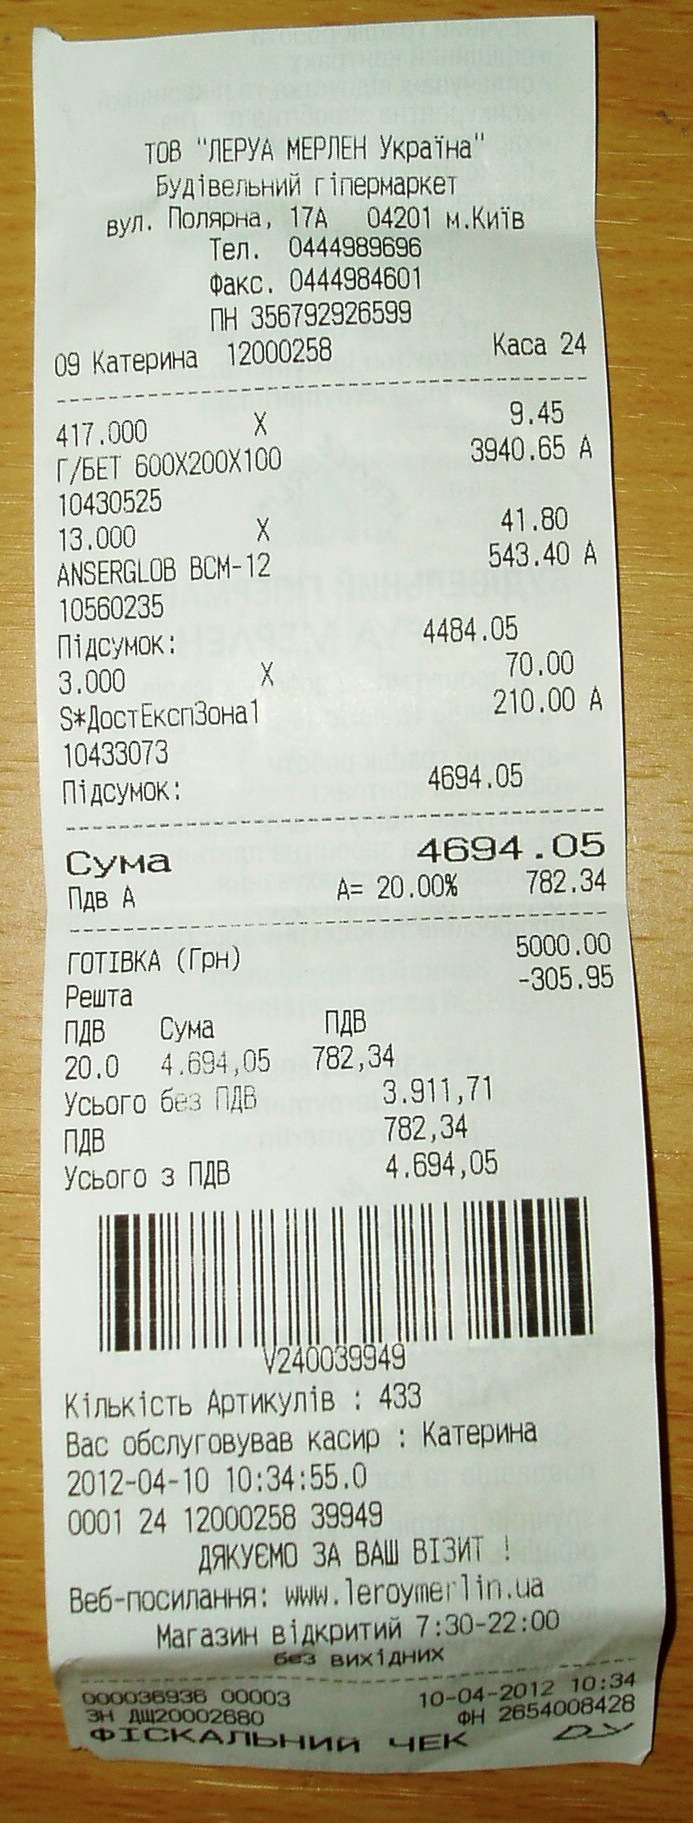 ТОВ "ЛЕРУА МЕРЛЕН Україна"
Будівельний гіпермаркет
вул. Полярна, 17А 04201 м.Київ
Тел. 0444989696
Факс. 0444984601
ПН 356792926599
09 Катерина 12000258 Каса 24
417.000 X 9.45
Г/БЕТ 600X200X100 3940.65 А
10430525
13.000 X 41.80
ANSERGLOB BCM-12 543.40 А
10560235
Підсумок: 4484.05
3.000 X 70.00
S*ДостЕкспЗона1 210.00 А
10433073
Підсумок: 4694.05
Сума 4694.05
Пдв А А= 20.00% 782.34
ГОТІВКА (Грн) 5000.00
Решта -305.95
ПДВ Сума ПДВ
20.0 4.694,05 782,34
Усього без ПДВ 3.911,71
ПДВ 782,34
Усього з ПДВ 4.694,05
V240039949
Кількість Артикулів : 433
Вас обслуговував касир : Катерина
2012-04-10 10:34:55.0
0001 24 12000258 39949
ДЯКУЄМО ЗА ВАШ ВІЗИТ !
Веб-посилання: www.leroymerlin.ua
Магазин відкритий 7:30-22:00
без вихідних
000036936 00003 10-04-2012 10:34
ЗН ДЩ20002680 ФН 2654008428
ФІСКАЛЬНИЙ ЧЕК